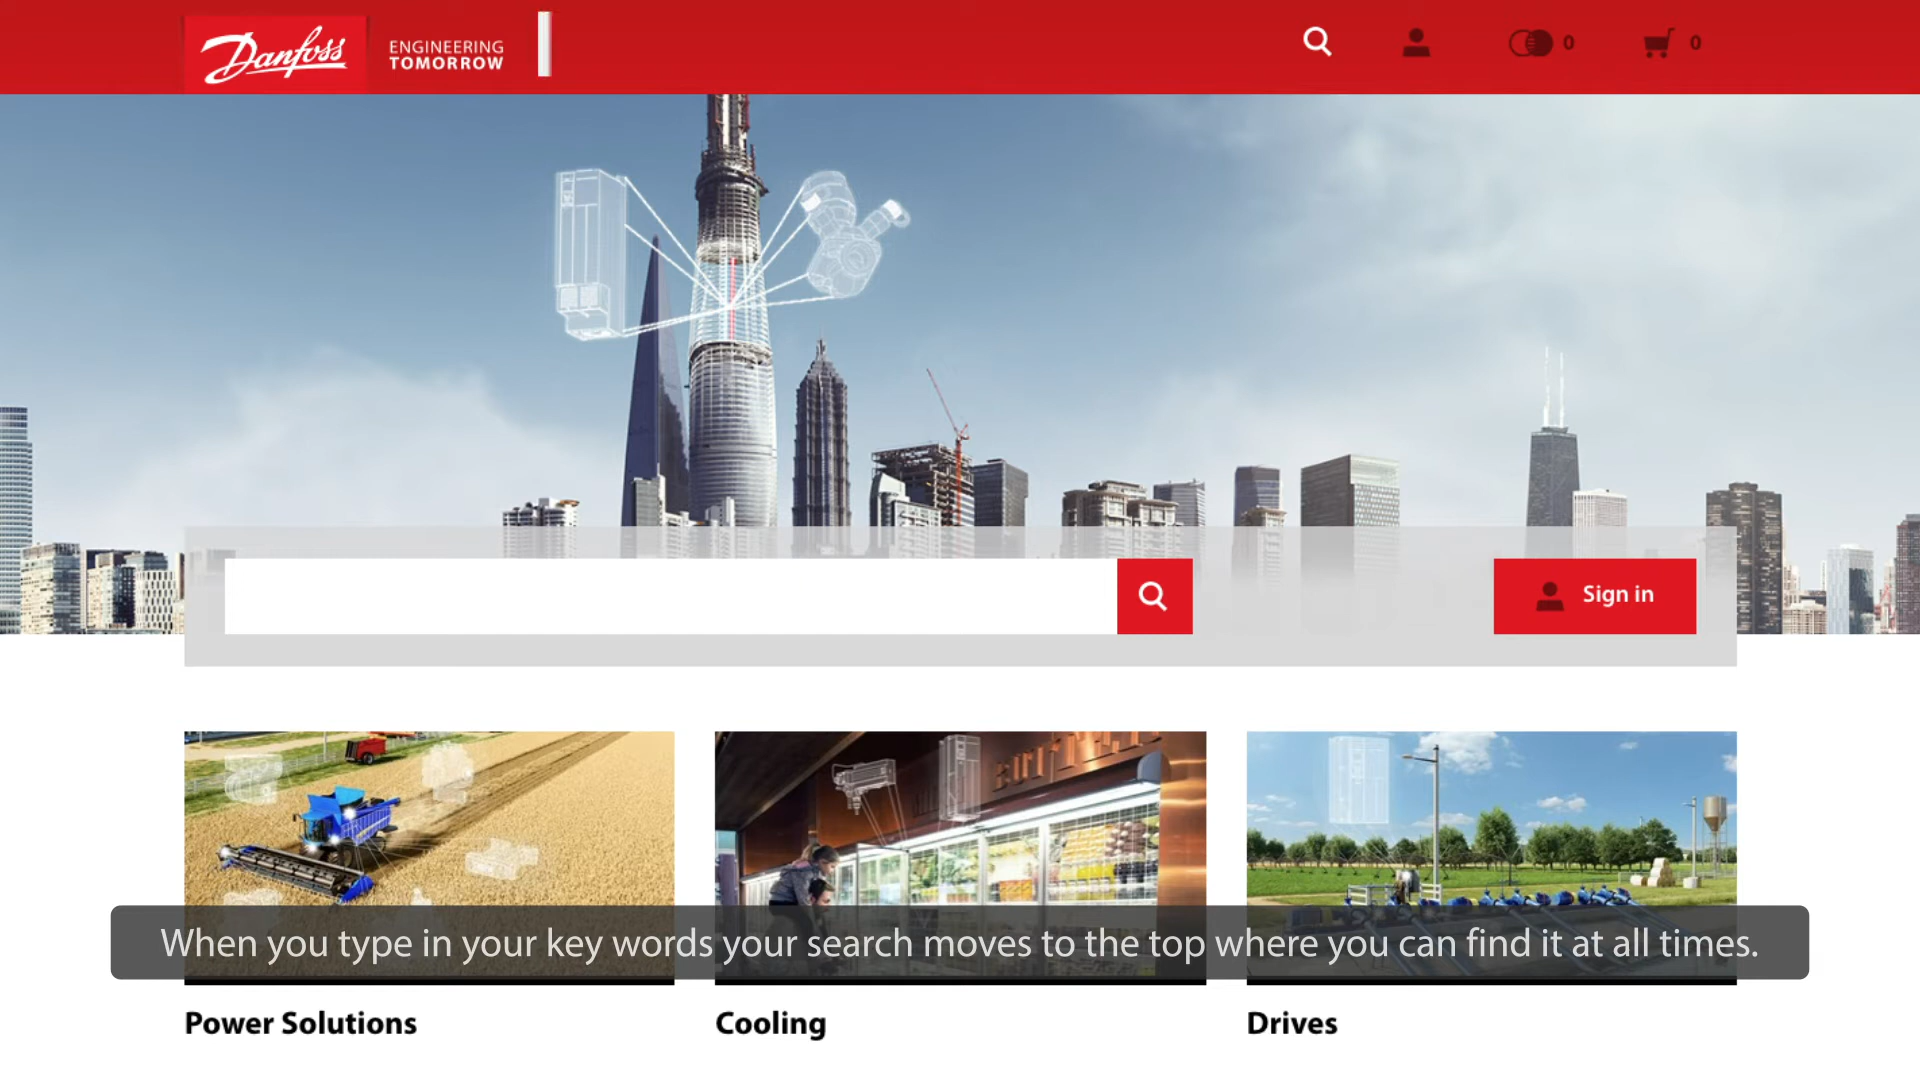 Danfoss
ENGINEERING
TOMORROW
0
0
Sign in
When you type in your key words your search moves to the top where you can find it at all times.
Power Solutions
Cooling
Drives